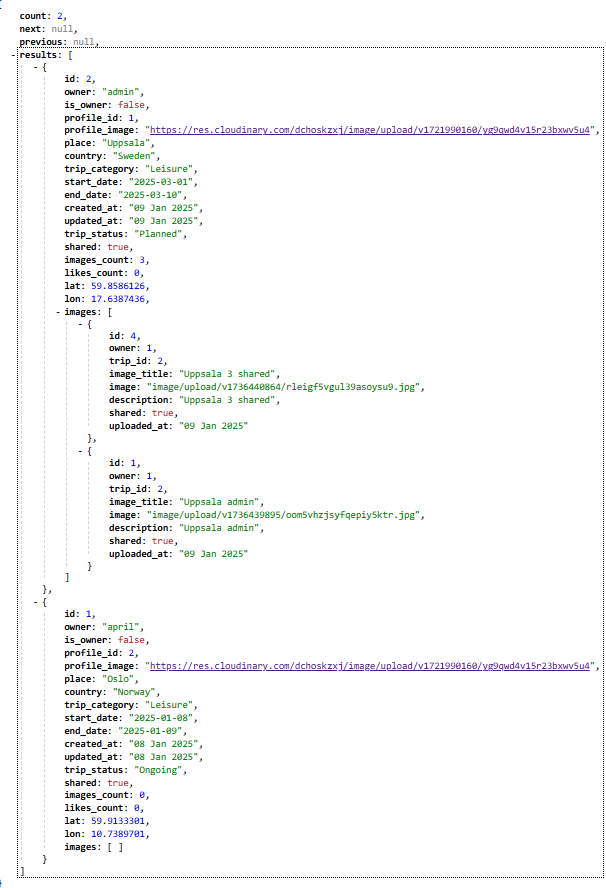 {
count: 2,
next: null,
previous: null,
- results: [
- {
id: 2,
owner: "admin",
is_owner: false,
profile_id: 1,
profile_image: "https://res.cloudinary.com/dchoskzxj/image/upload/v1721990160/yg9qwd4v15r23bxwv5u4",
place: "Uppsala",
country: "Sweden",
trip_category: "Leisure",
start_date: "2025-03-01",
end_date: "2025-03-10",
created_at: "09 Jan 2025",
updated_at: "09 Jan 2025",
trip_status: "Planned",
shared: true,
images_count: 3,
likes_count: 0,
lat: 59.8586126,
lon: 17.6387436,
- images: [
- {
id: 4,
owner: 1,
trip_id: 2,
image_title: "Uppsala 3 shared",
image: "image/upload/v1736440864/rleigf5vgul39asoysu9.jpg",
description: "Uppsala 3 shared",
shared: true,
uploaded_at: "09 Jan 2025"
},
- {
id: 1,
owner: 1,
trip_id: 2,
image_title: "Uppsala admin",
image: "image/upload/v1736439895/oom5vhzjsyfqepiy5ktr.jpg",
description: "Uppsala admin",
shared: true,
uploaded_at: "09 Jan 2025"
}
]
},
- {
id: 1,
owner: "april",
is_owner: false,
profile_id: 2,
profile_image: "https://res.cloudinary.com/dchoskzxj/image/upload/v1721990160/yg9qwd4v15r23bxwv5u4",
place: "Oslo",
country: "Norway",
trip_category: "Leisure",
start_date: "2025-01-08",
end_date: "2025-01-09",
created_at: "08 Jan 2025",
updated_at: "08 Jan 2025",
trip_status: "Ongoing",
shared: true,
images_count: 0,
likes_count: 0,
lat: 59.9133301,
lon: 10.7389701,
images: [ ]
}
]
}